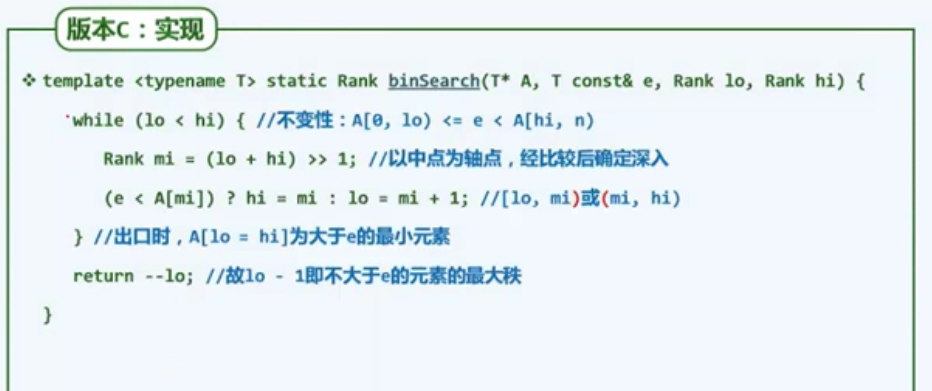 版本C：实现
❖ template <typename T> static Rank binSearch(T* A, T const& e, Rank lo, Rank hi) {
while (lo < hi) { //不变性：A[0, lo) <= e < A[hi, n)
Rank mi = (lo + hi) >> 1; //以中点为轴点，经比较后确定深入
(e < A[mi]) ? hi = mi : lo = mi + 1; //[lo, mi)或(mi, hi)
} //出口时，A[lo = hi]为大于e的最小元素
return --lo; //故lo - 1即不大于e的元素的最大秩
}